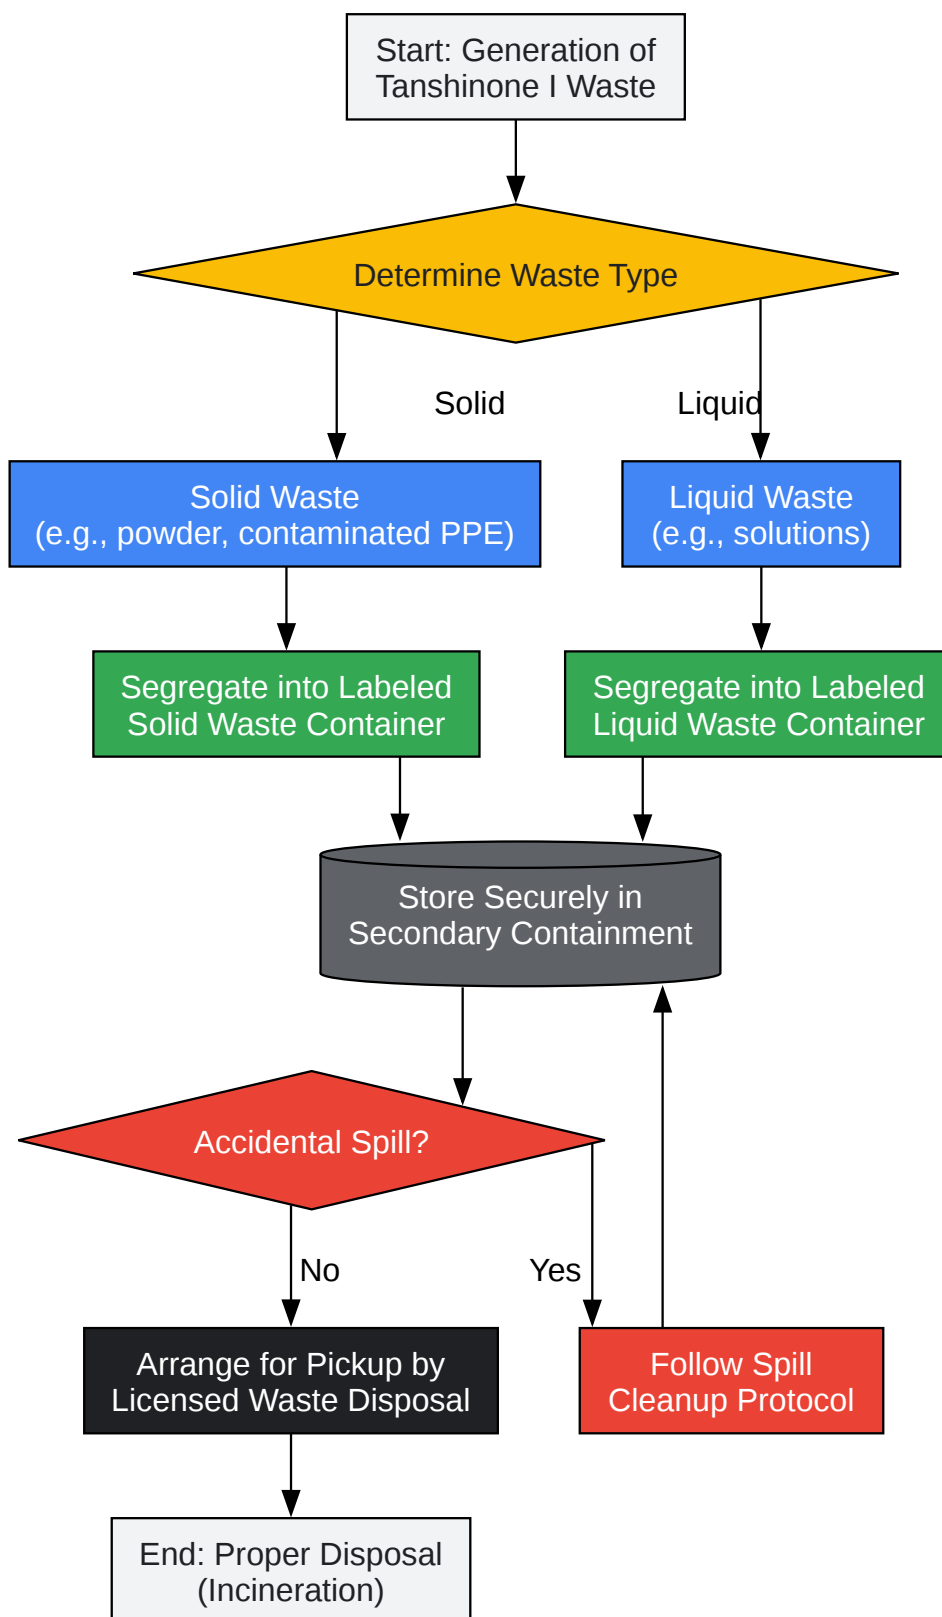 Start: Generation of
Tanshinone I Waste
Determine Waste Type
Solid
Liquid
Solid Waste
(e.g., powder, contaminated PPE)
Liquid Waste
(e.g., solutions)
Segregate into Labeled
Solid Waste Container
Segregate into Labeled
Liquid Waste Container
Store Securely in
Secondary Containment
Accidental Spill?
No
Yes
Arrange for Pickup by
Licensed Waste Disposal
Follow Spill
Cleanup Protocol
End: Proper Disposal
(Incineration)